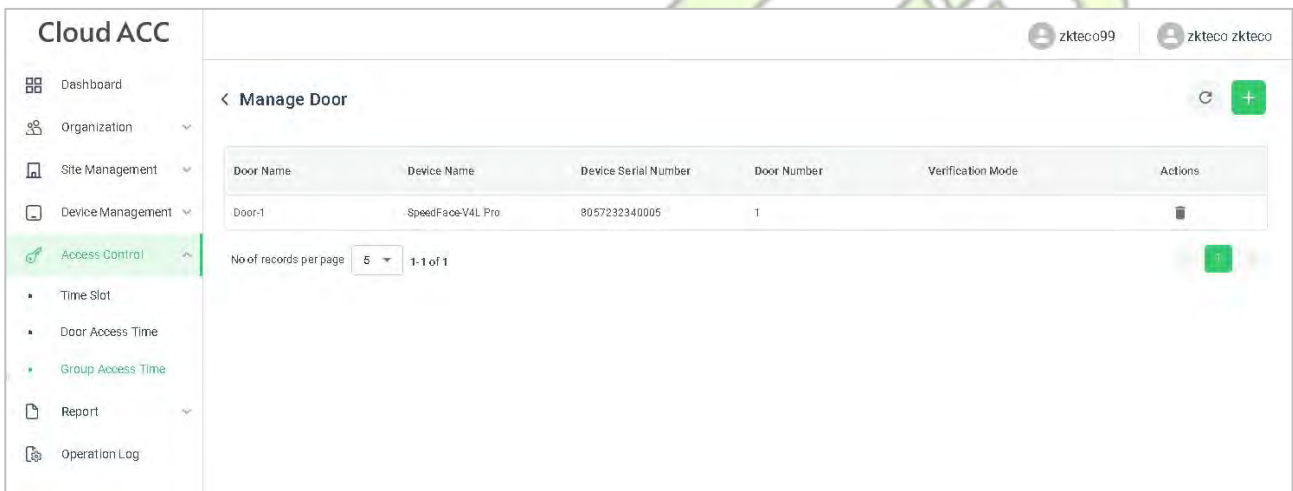 Cloud ACC
zkteco99
zkteco zkteco
Dashboard
< Manage Door
Organization
Site Management
Door Name Device Name Device Serial Number Door Number Verification Mode Actions
Device Management
Door-1 SpeedFace-V4L Pro 8057232340005 1
Access Control
No of records per page 5 1-1 of 1
1
Time Slot
Door Access Time
Group Access Time
Report
Operation Log